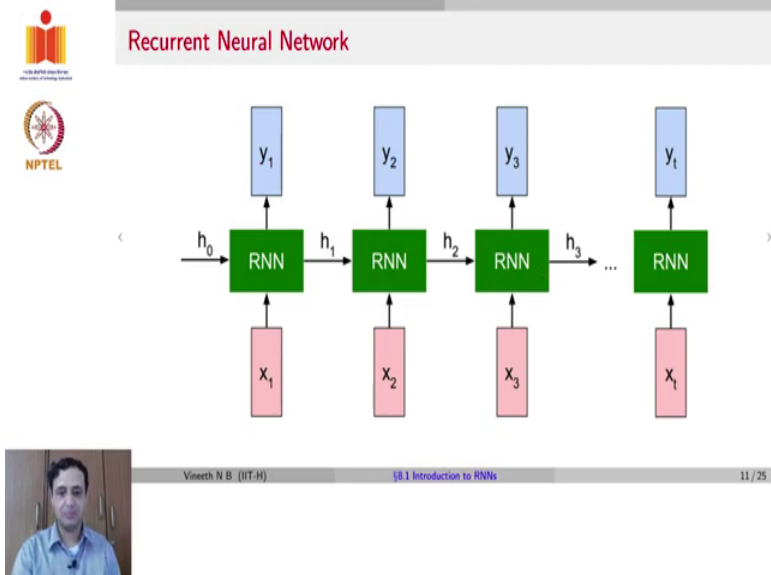 Recurrent Neural Network
NPTEL
y1 y2 y3 yt
h0 h1 h2 h3
RNN RNN RNN ... RNN
x1 x2 x3 xt
Vineeth N B (IIT-H) §8.1 Introduction to RNNs 11 / 25